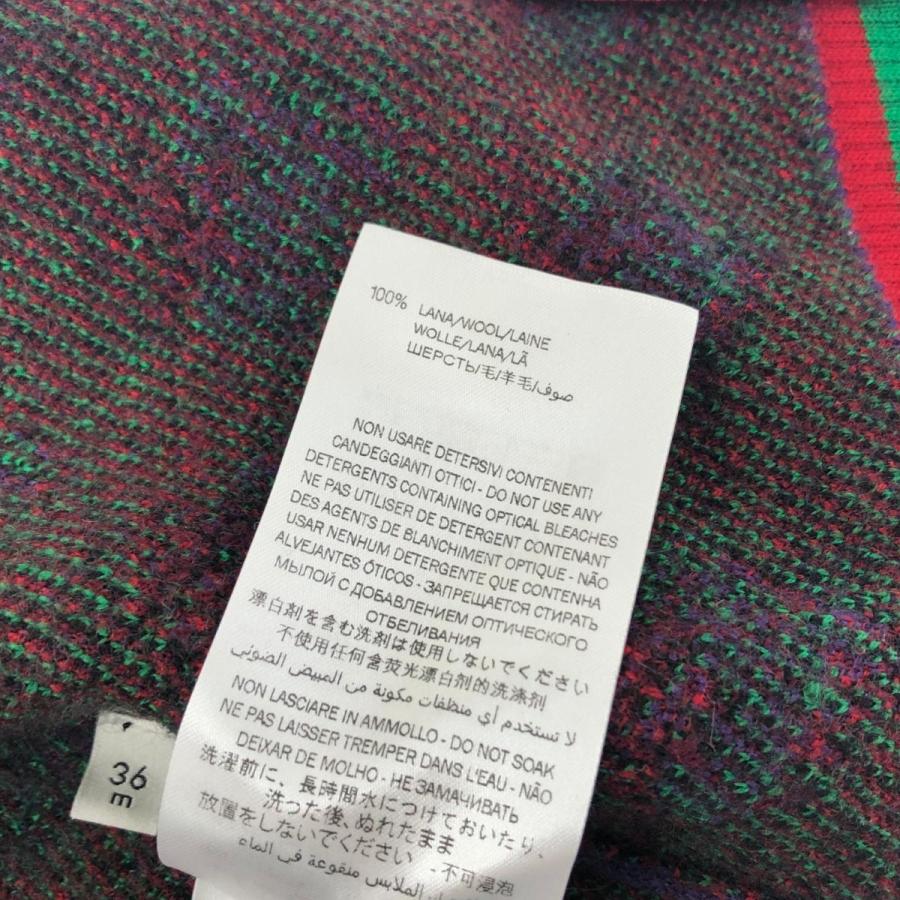 100% LANA/WOOL/LAINE
WOLLE/LANA/LÃ
ШЕРСТЬ/毛/羊毛/صوف
NON USARE DETERSIVI CONTENENTI
CANDEGGIANTI OTTICI - DO NOT USE ANY
DETERGENTS CONTAINING OPTICAL BLEACHES
NE PAS UTILISER DE DETERGENT CONTENANT
DES AGENTS DE BLANCHIMENT OPTIQUE - NÃO
USAR NENHUM DETERGENTE QUE CONTENHA
ALVEJANTES ÓTICOS - ЗАПРЕЩАЕТСЯ СТИРАТЬ
МЫЛОЙ С ДОБАВЛЕНИЕМ ОПТИЧЕСКОГО
ОТБЕЛИВАНИЯ
漂白剤を含む洗剤は使用しないでください
不使用任何含荧光漂白剂的洗涤剂
لا تستخدم أي منظفات مكونة من المبيض الضوئي
NON LASCIARE IN AMMOLLO - DO NOT SOAK
NE PAS LAISSER TREMPER DANS L'EAU - NÃO
DEIXAR DE MOLHO - НЕ ЗАМАЧИВАТЬ
洗濯前に、長時間水につけておいたり、
洗った後、ぬれたまま
放置をしないでください - 不可浸泡
الملابس منقوعة في الماء
36
m